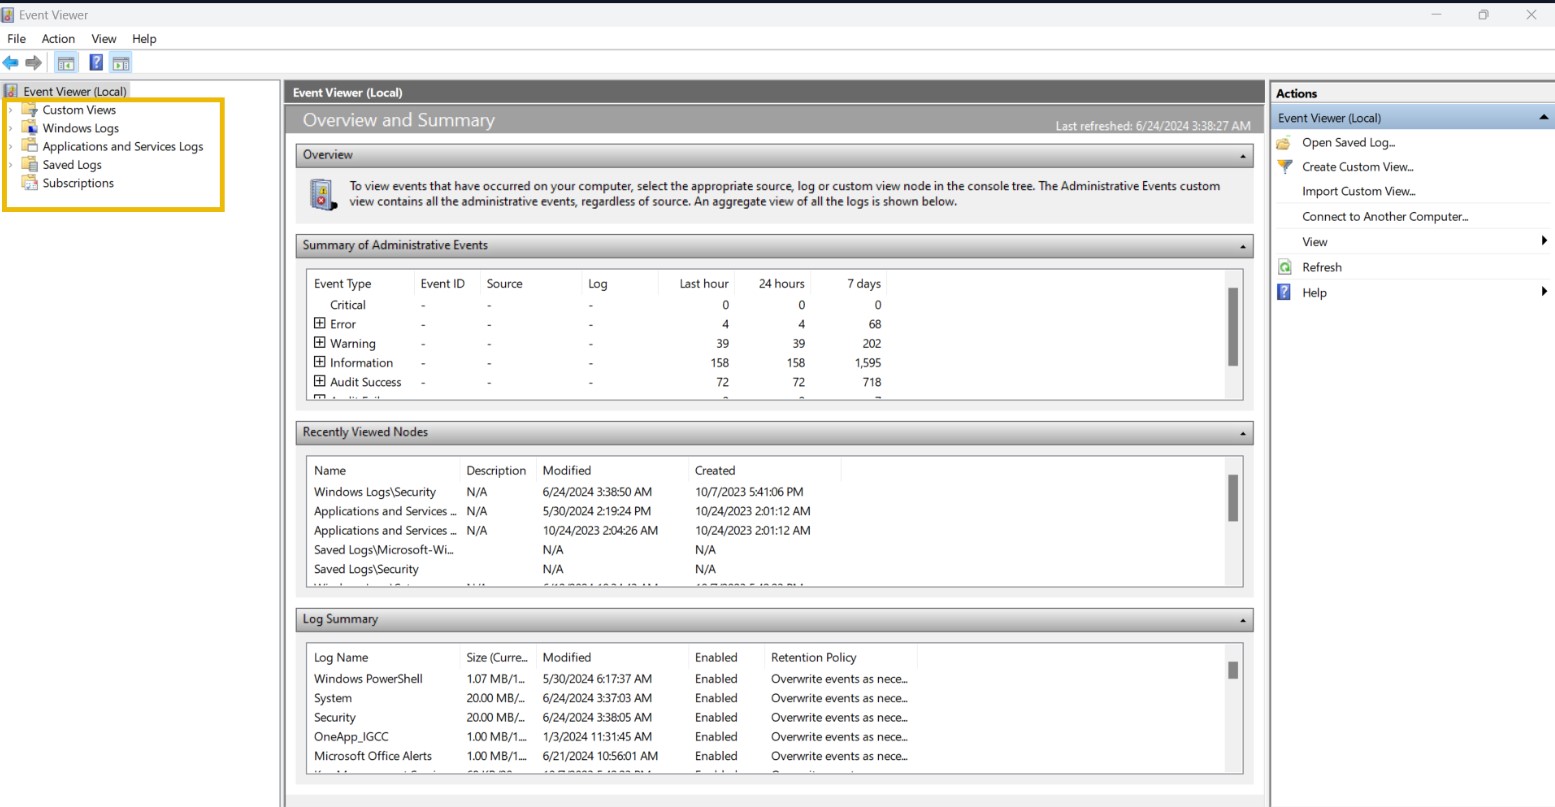 Event Viewer
File Action View Help
Event Viewer (Local)
Custom Views
Windows Logs
Applications and Services Logs
Saved Logs
Subscriptions
Event Viewer (Local)
Overview and Summary
Last refreshed: 6/24/2024 3:38:27 AM
Overview
To view events that have occurred on your computer, select the appropriate source, log or custom view node in the console tree. The Administrative Events custom
view contains all the administrative events, regardless of source. An aggregate view of all the logs is shown below.
Summary of Administrative Events
Event Type Event ID Source Log Last hour 24 hours 7 days
Critical - - - 0 0 0
Error - - - 4 4 68
Warning - - - 39 39 202
Information - - - 158 158 1,595
Audit Success - - - 72 72 718
Recently Viewed Nodes
Name Description Modified Created
Windows Logs\Security N/A 6/24/2024 3:38:50 AM 10/7/2023 5:41:06 PM
Applications and Services ... N/A 5/30/2024 2:19:24 PM 10/24/2023 2:01:12 AM
Applications and Services ... N/A 10/24/2023 2:04:26 AM 10/24/2023 2:01:12 AM
Saved Logs\Microsoft-Wi... N/A N/A
Saved Logs\Security N/A N/A
Log Summary
Log Name Size (Curre... Modified Enabled Retention Policy
Windows PowerShell 1.07 MB/1... 5/30/2024 6:17:37 AM Enabled Overwrite events as nece...
System 20.00 MB/... 6/24/2024 3:37:03 AM Enabled Overwrite events as nece...
Security 20.00 MB/... 6/24/2024 3:38:05 AM Enabled Overwrite events as nece...
OneApp_IGCC 1.00 MB/1... 1/3/2024 11:31:45 AM Enabled Overwrite events as nece...
Microsoft Office Alerts 1.00 MB/1... 6/21/2024 10:56:01 AM Enabled Overwrite events as nece...
Actions
Event Viewer (Local)
Open Saved Log...
Create Custom View...
Import Custom View...
Connect to Another Computer...
View
Refresh
Help